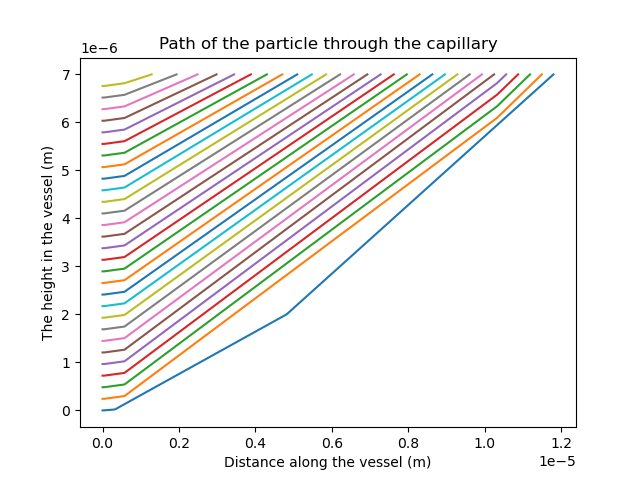 Path of the particle through the capillary
1e−6
7
6
5
4
3
2
1
0
The height in the vessel (m)
0.0 0.2 0.4 0.6 0.8 1.0 1.2
Distance along the vessel (m)
1e−5